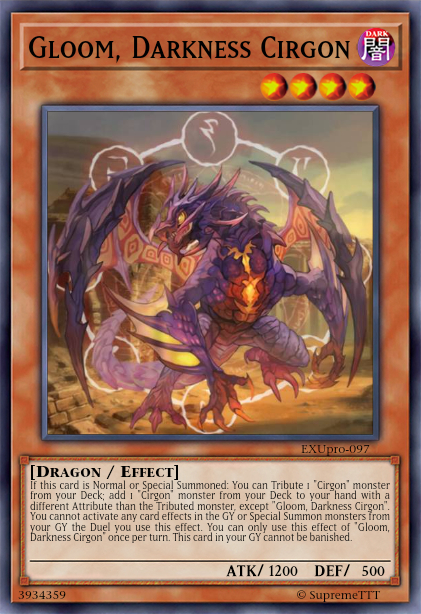 Gloom, Darkness Cirgon
DARK
闇
EXUpro-097
[Dragon / Effect]
If this card is Normal or Special Summoned: You can Tribute 1 "Cirgon" monster
from your Deck; add 1 "Cirgon" monster from your Deck to your hand with a
different Attribute than the Tributed monster, except "Gloom, Darkness Cirgon".
You cannot activate any card effects in the GY or Special Summon monsters from
your GY the Duel you use this effect. You can only use this effect of "Gloom,
Darkness Cirgon" once per turn. This card in your GY cannot be banished.
ATK/ 1200 DEF/ 500
3934359 © SupremeTTT